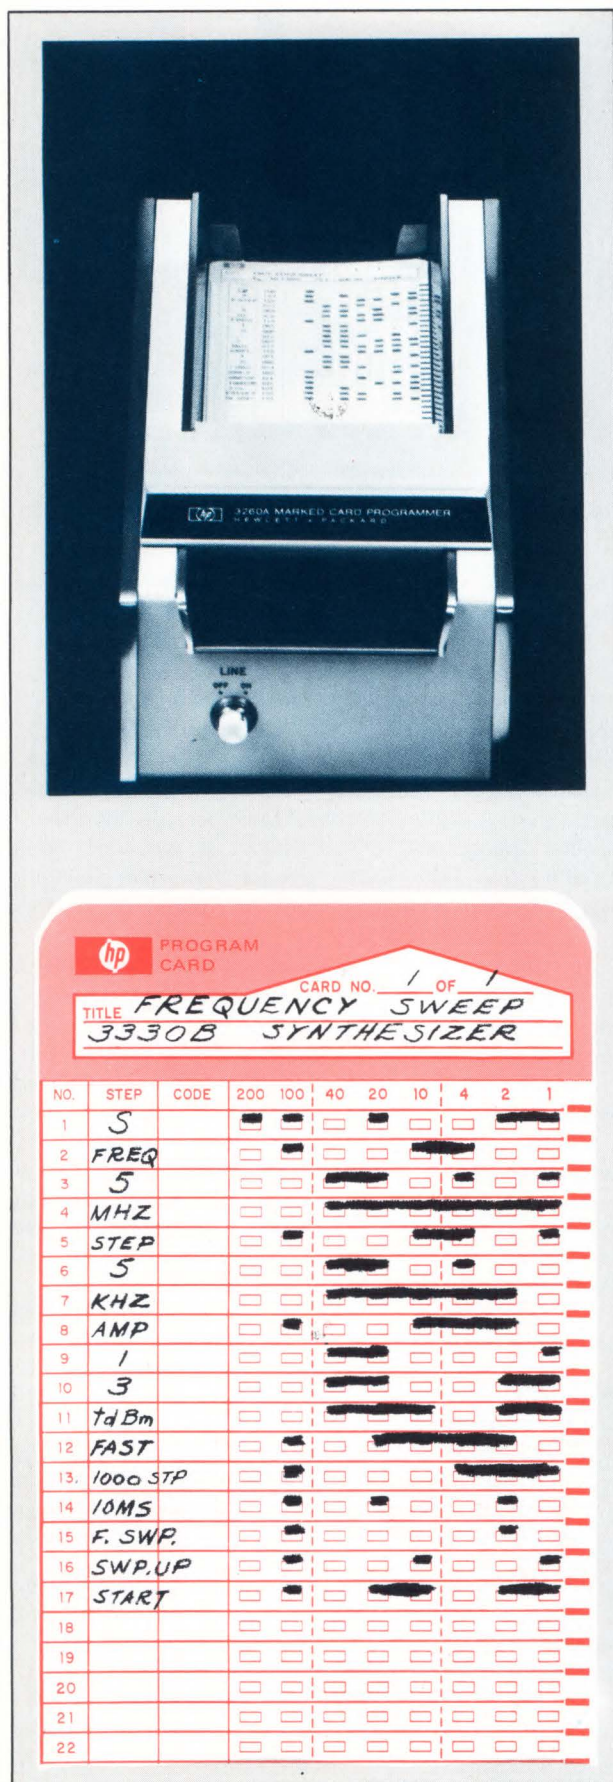 hp 3260A MARKED CARD PROGRAMMER
HEWLETT • PACKARD
LINE
OFF ON
hp PROGRAM
CARD
CARD NO. 1 OF 1
TITLE FREQUENCY SWEEP
3330B SYNTHESIZER
NO. STEP CODE 200 100 40 20 10 4 2 1
1 S
2 FREQ
3 5
4 MHZ
5 STEP
6 5
7 KHZ
8 AMP
9 1
10 3
11 +dBm
12 FAST
13. 1000 STP
14 10MS
15 F. SWP.
16 SWP.UP
17 START
18
19
20
21
22